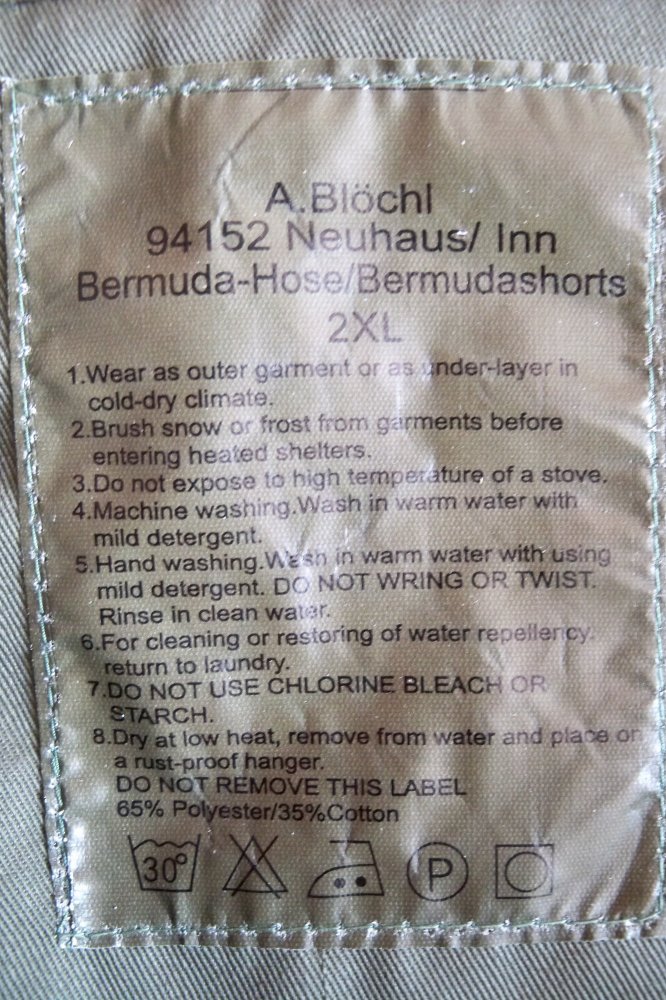 A.Blöchl
94152 Neuhaus/ Inn
Bermuda-Hose/Bermudashorts
2XL
1.Wear as outer garment or as under-layer in
cold-dry climate.
2.Brush snow or frost from garments before
entering heated shelters.
3.Do not expose to high temperature of a stove.
4.Machine washing.Wash in warm water with
mild detergent.
5.Hand washing.Wash in warm water with using
mild detergent. DO NOT WRING OR TWIST.
Rinse in clean water.
6.For cleaning or restoring of water repellency.
return to laundry.
7.DO NOT USE CHLORINE BLEACH OR
STARCH.
8.Dry at low heat, remove from water and place on
a rust-proof hanger.
DO NOT REMOVE THIS LABEL
65% Polyester/35%Cotton
30° P